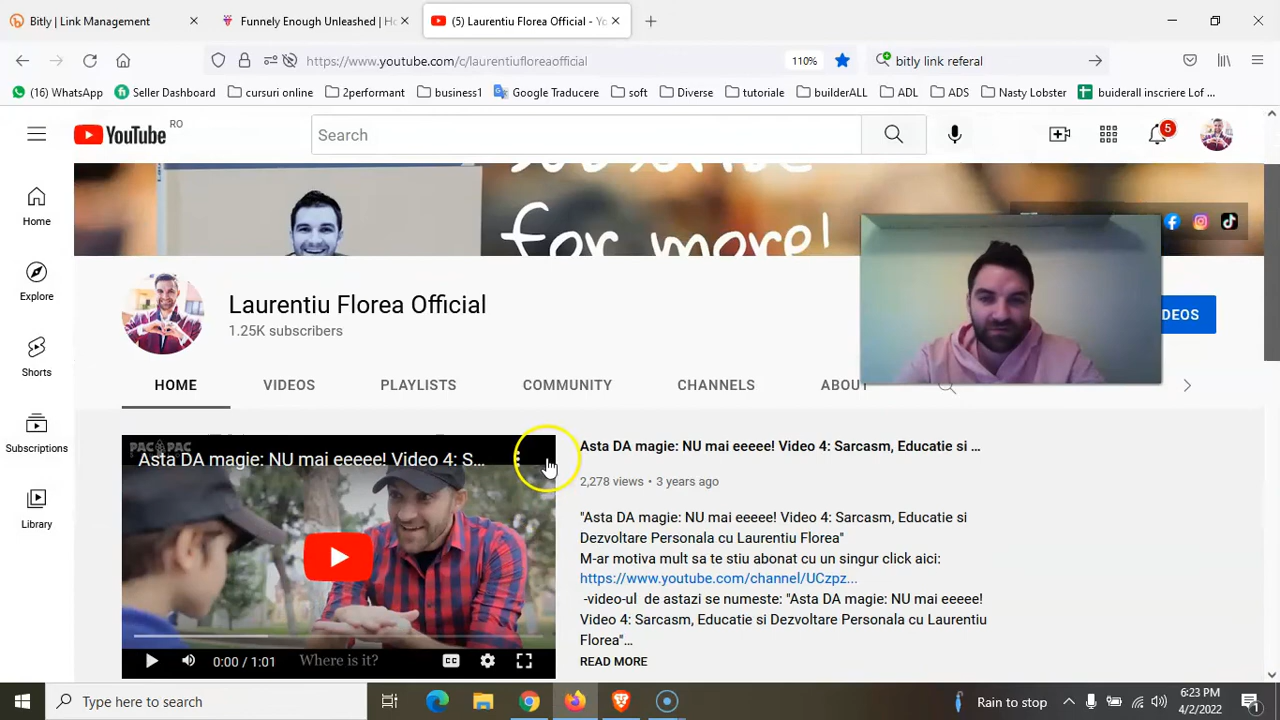 Bitly | Link Management
Funnely Enough Unleashed | Ho
(5) Laurentiu Florea Official - Yo
https://www.youtube.com/c/laurentiufloreaofficial
110%
bitly link referal
(16) WhatsApp
Seller Dashboard
cursuri online
2performant
business1
Google Traducere
soft
Diverse
tutoriale
builderALL
ADL
ADS
Nasty Lobster
buiderall inscriere Lof ...
YouTube RO
Search
5
subscribe
for more!
Home
Explore
Shorts
Subscriptions
Library
Laurentiu Florea Official
1.25K subscribers
DEOS
HOME
VIDEOS
PLAYLISTS
COMMUNITY
CHANNELS
ABOUT
PAC PAC
Asta DA magie: NU mai eeeee! Video 4: S...
0:00 / 1:01
Where is it?
CC
Asta DA magie: NU mai eeeee! Video 4: Sarcasm, Educatie si ...
2,278 views • 3 years ago
"Asta DA magie: NU mai eeeee! Video 4: Sarcasm, Educatie si
Dezvoltare Personala cu Laurentiu Florea"
M-ar motiva mult sa te stiu abonat cu un singur click aici:
https://www.youtube.com/channel/UCzpz...
-video-ul de astazi se numeste: "Asta DA magie: NU mai eeeee!
Video 4: Sarcasm, Educatie si Dezvoltare Personala cu Laurentiu
Florea"...
READ MORE
Type here to search
Rain to stop
6:23 PM
4/2/2022
1